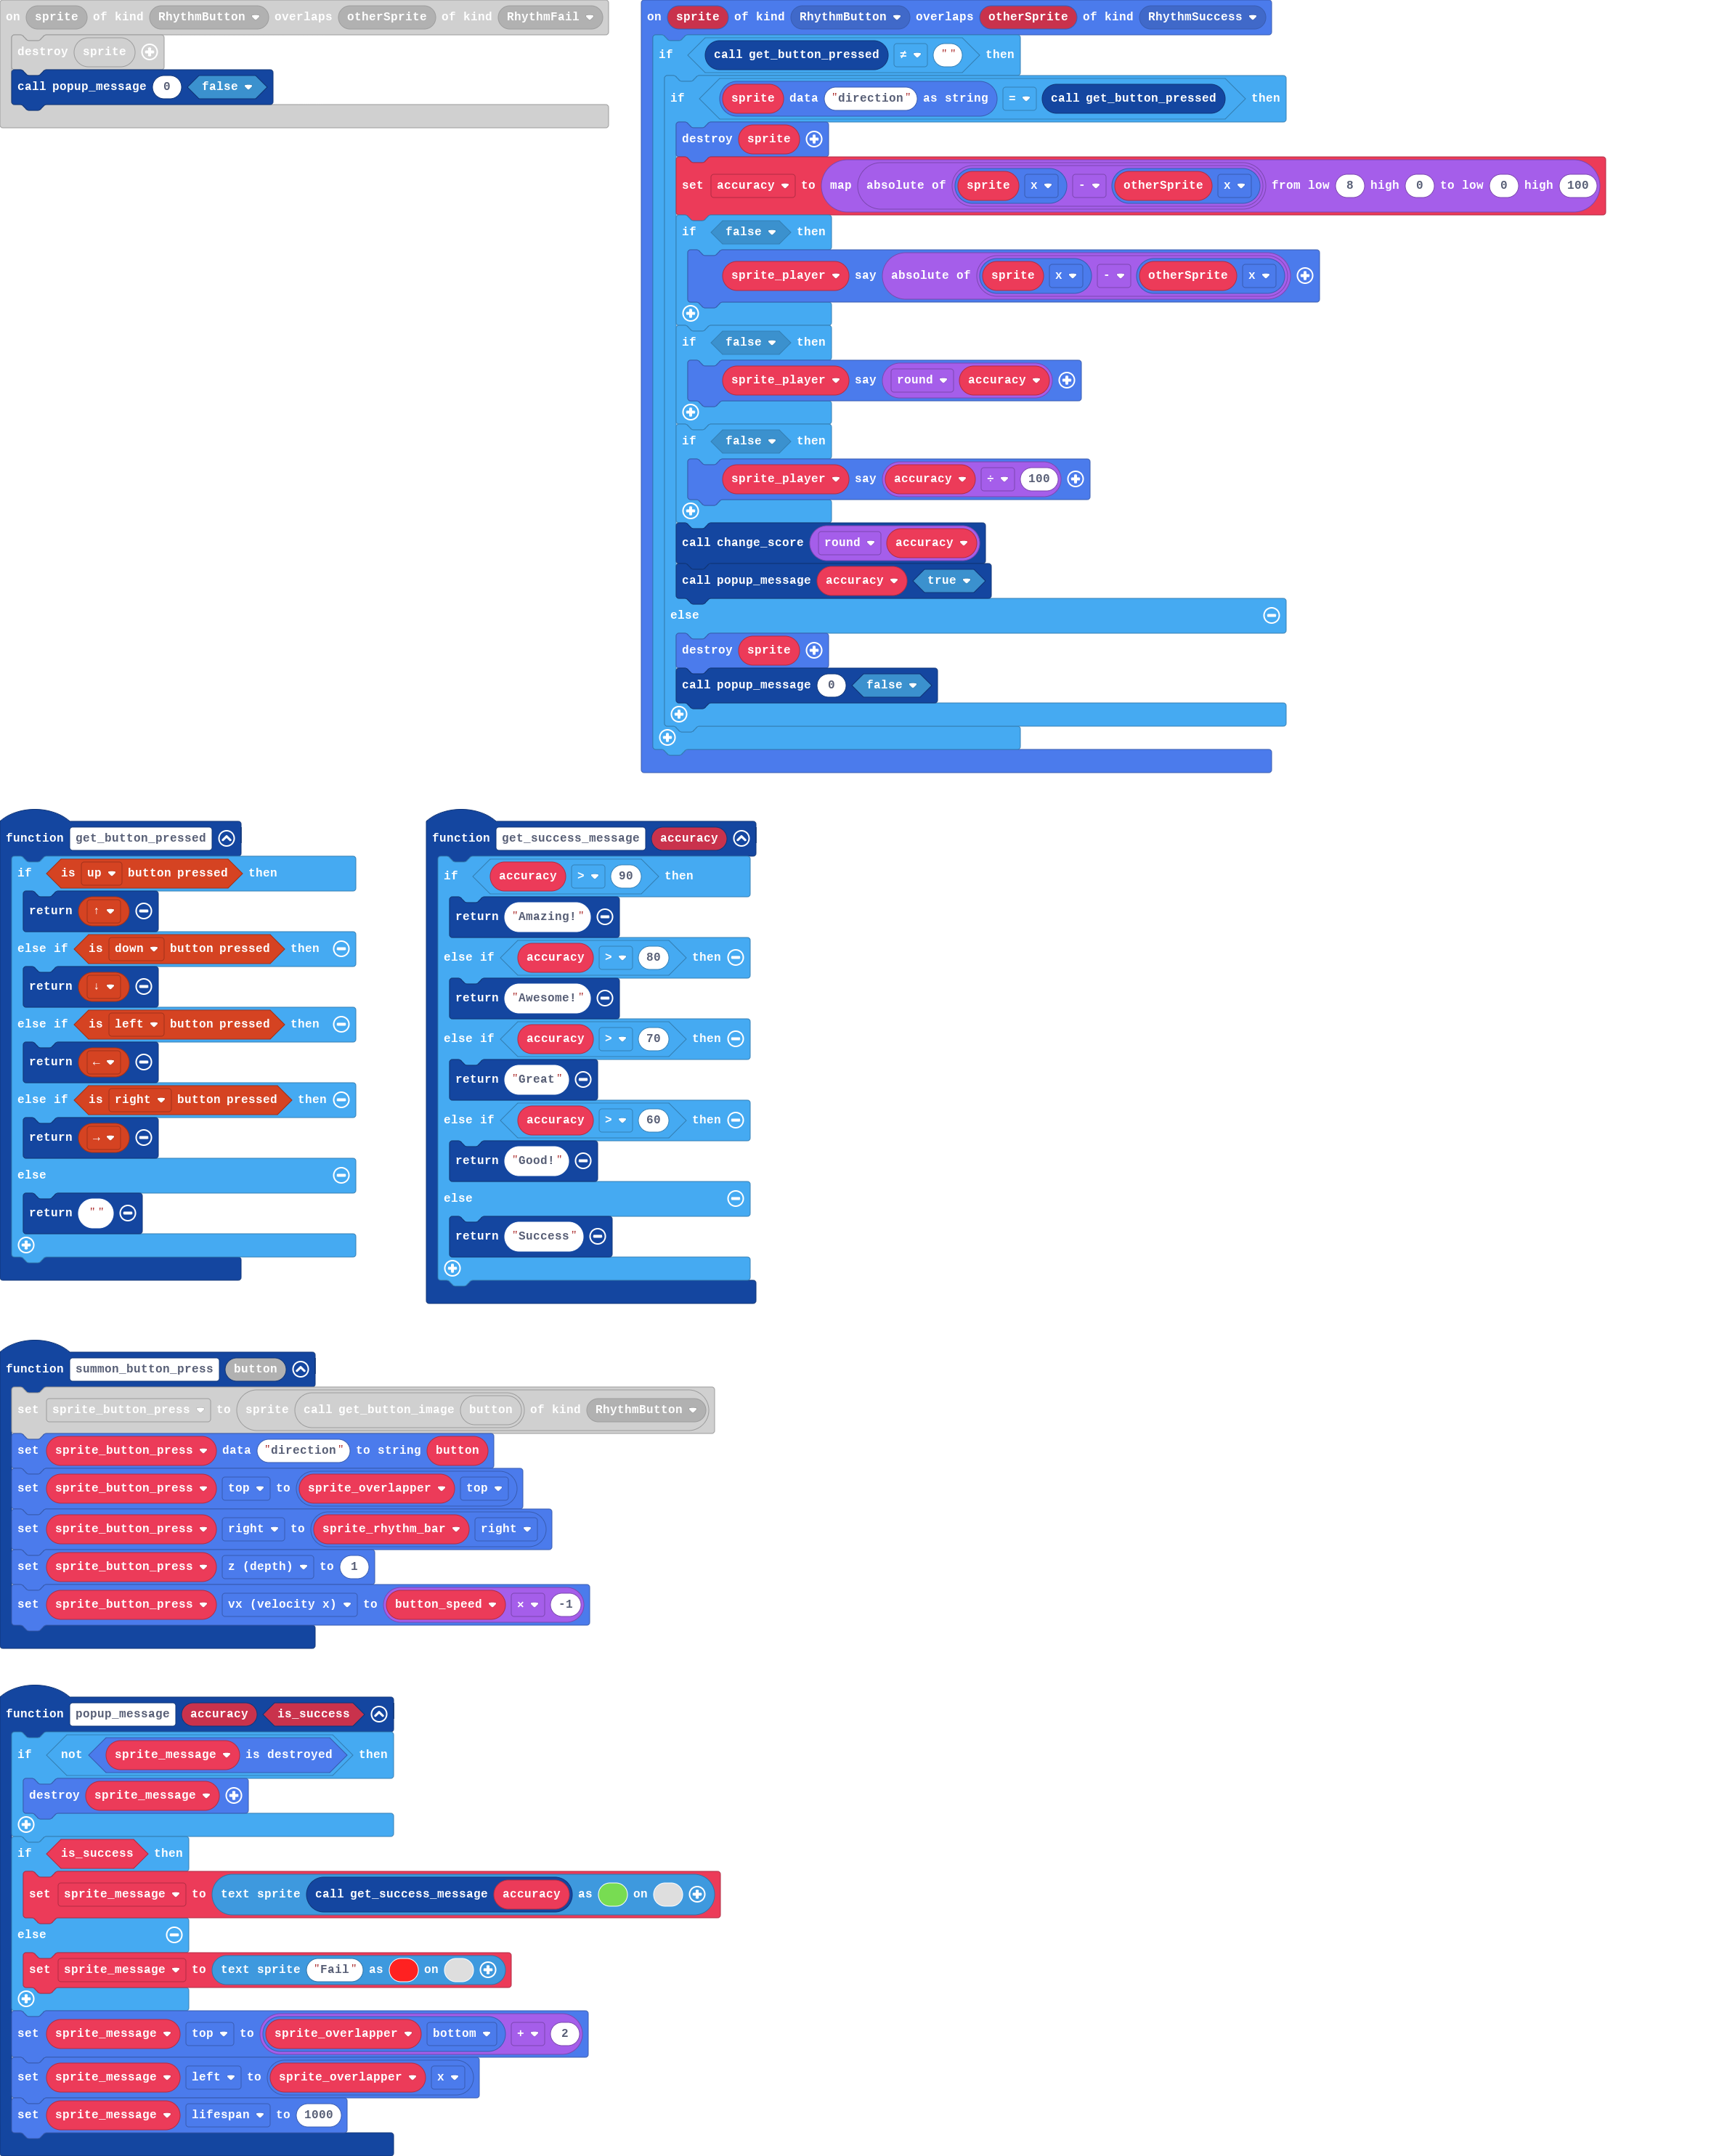 on sprite of kind RhythmButton overlaps otherSprite of kind RhythmFail
destroy sprite
call popup_message 0 false
on sprite of kind RhythmButton overlaps otherSprite of kind RhythmSuccess
if call get_button_pressed ≠ "" then
if sprite data "direction" as string = call get_button_pressed then
destroy sprite
set accuracy to map absolute of sprite x - otherSprite x from low 8 high 0 to low 0 high 100
if false then
sprite_player say absolute of sprite x - otherSprite x
if false then
sprite_player say round accuracy
if false then
sprite_player say accuracy ÷ 100
call change_score round accuracy
call popup_message accuracy true
else
destroy sprite
call popup_message 0 false
function get_button_pressed
if is up button pressed then
return ↑
else if is down button pressed then
return ↓
else if is left button pressed then
return ←
else if is right button pressed then
return →
else
return ""
function get_success_message accuracy
if accuracy > 90 then
return "Amazing!"
else if accuracy > 80 then
return "Awesome!"
else if accuracy > 70 then
return "Great"
else if accuracy > 60 then
return "Good!"
else
return "Success"
function summon_button_press button
set sprite_button_press to sprite call get_button_image button of kind RhythmButton
set sprite_button_press data "direction" to string button
set sprite_button_press top to sprite_overlapper top
set sprite_button_press right to sprite_rhythm_bar right
set sprite_button_press z (depth) to 1
set sprite_button_press vx (velocity x) to button_speed × -1
function popup_message accuracy is_success
if not sprite_message is destroyed then
destroy sprite_message
if is_success then
set sprite_message to text sprite call get_success_message accuracy as on
else
set sprite_message to text sprite "Fail" as on
set sprite_message top to sprite_overlapper bottom + 2
set sprite_message left to sprite_overlapper x
set sprite_message lifespan to 1000